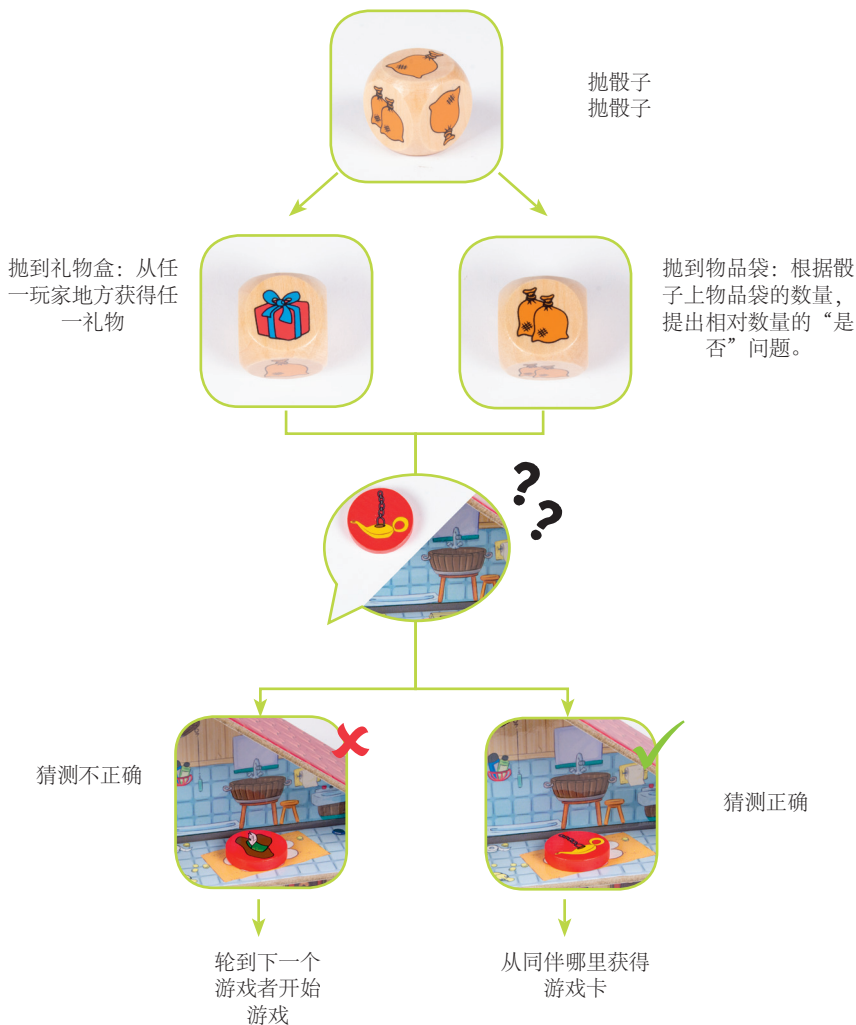 抛骰子
抛骰子
抛到礼物盒：从任
一玩家地方获得任
一礼物
抛到物品袋：根据骰
子上物品袋的数量，
提出相对数量的“是
否”问题。
??
猜测不正确
猜测正确
轮到下一个
游戏者开始
游戏
从同伴哪里获得
游戏卡